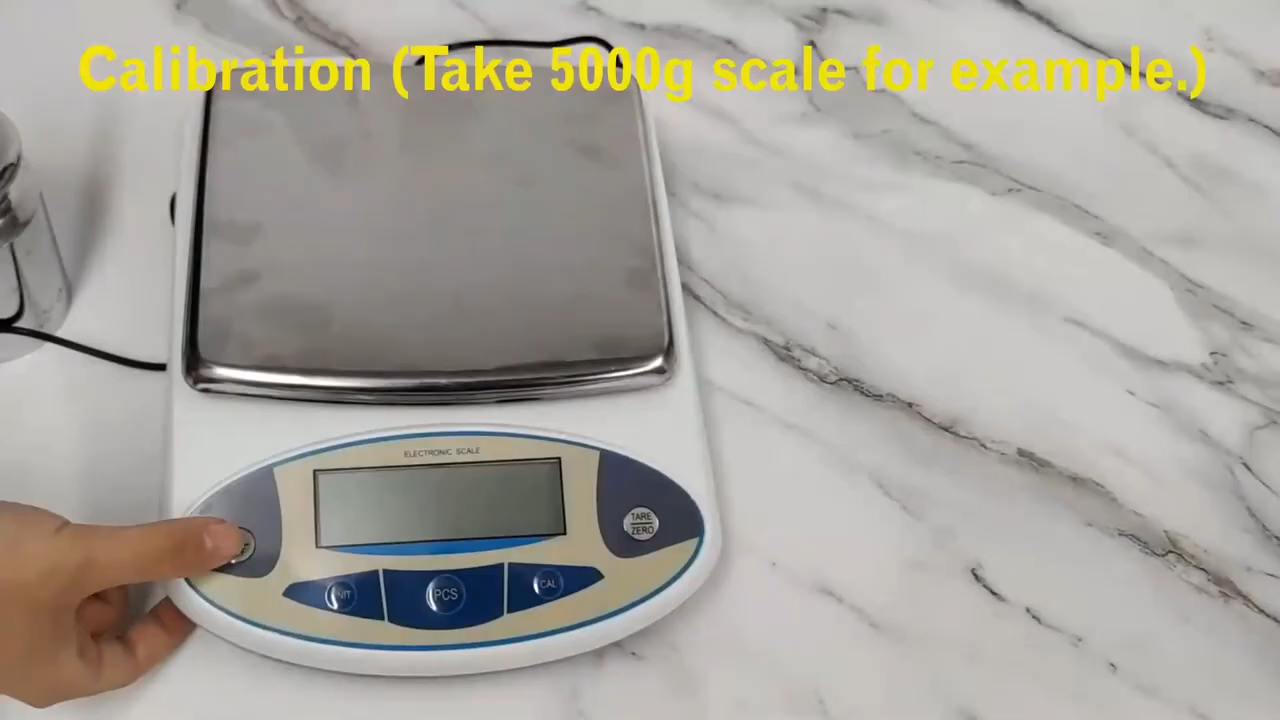 Calibration (Take 5000g scale for example.)
ELECTRONIC SCALE
TARE
ZERO
PCS
CAL